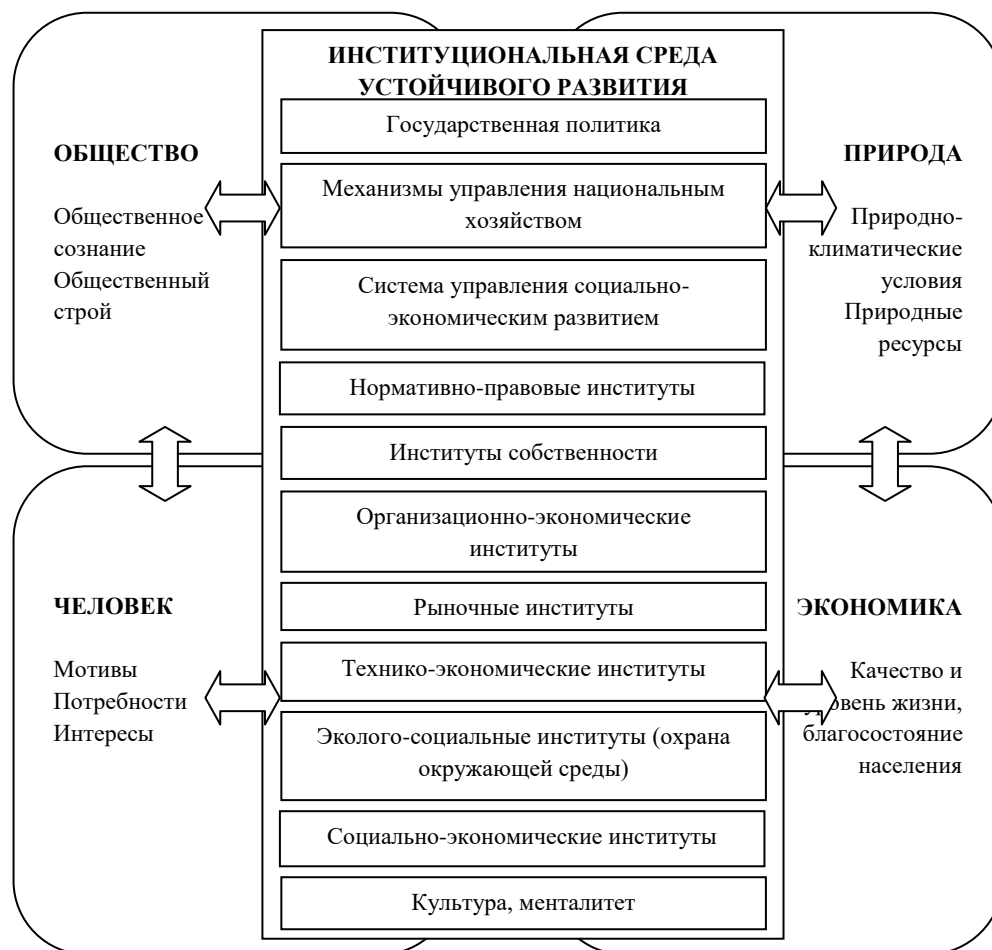 ИНСТИТУЦИОНАЛЬНАЯ СРЕДА
УСТОЙЧИВОГО РАЗВИТИЯ
Государственная политика
Механизмы управления национальным
хозяйством
Система управления социально-
экономическим развитием
Нормативно-правовые институты
Институты собственности
Организационно-экономические
институты
Рыночные институты
Технико-экономические институты
Эколого-социальные институты (охрана
окружающей среды)
Социально-экономические институты
Культура, менталитет
ОБЩЕСТВО
Общественное
сознание
Общественный
строй
ПРИРОДА
Природно-
климатические
условия
Природные
ресурсы
ЧЕЛОВЕК
Мотивы
Потребности
Интересы
ЭКОНОМИКА
Качество и
уровень жизни,
благосостояние
населения